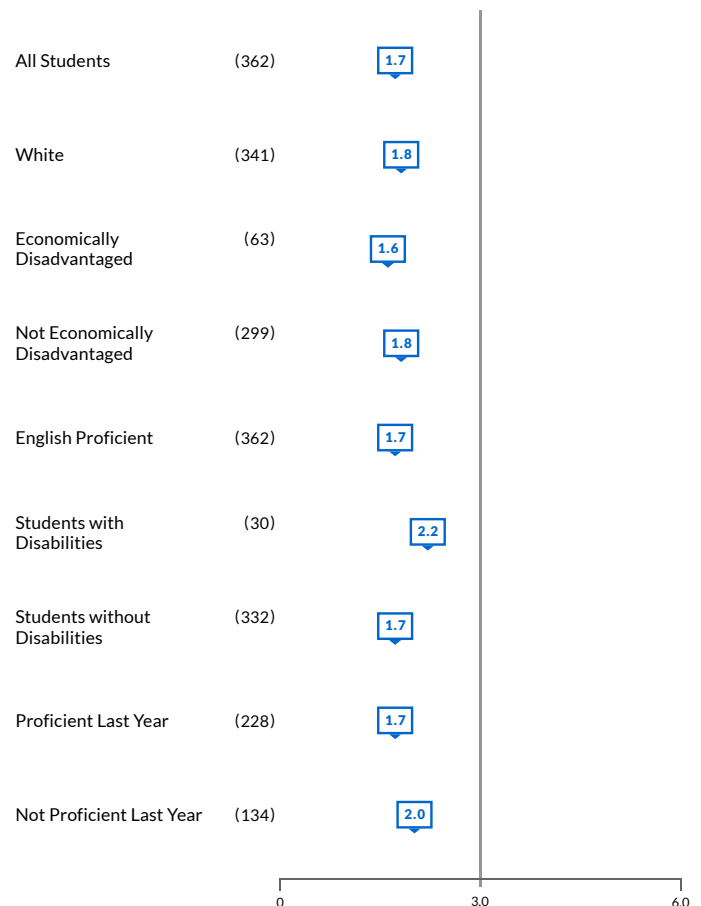 All Students (362) 1.7
White (341) 1.8
Economically (63) 1.6
Disadvantaged
Not Economically (299) 1.8
Disadvantaged
English Proficient (362) 1.7
Students with (30) 2.2
Disabilities
Students without (332) 1.7
Disabilities
Proficient Last Year (228) 1.7
Not Proficient Last Year (134) 2.0
0 3.0 6.0